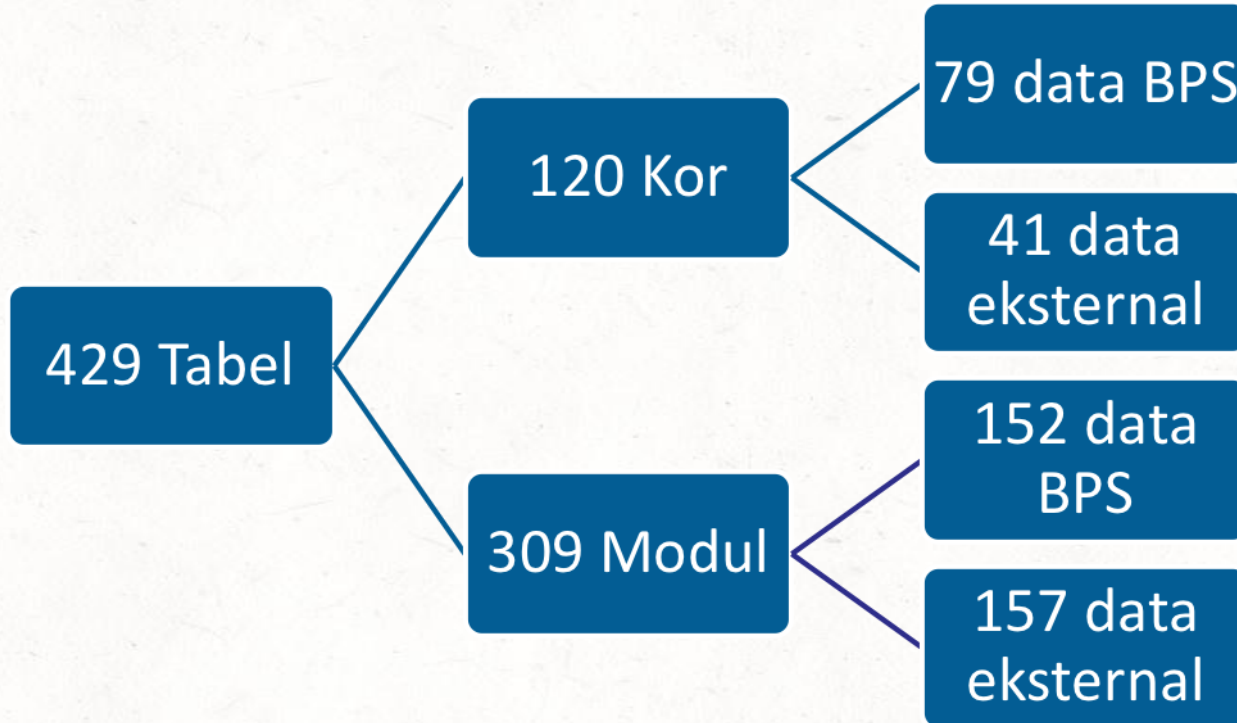 429 Tabel
120 Kor
79 data BPS
41 data
eksternal
309 Modul
152 data
BPS
157 data
eksternal